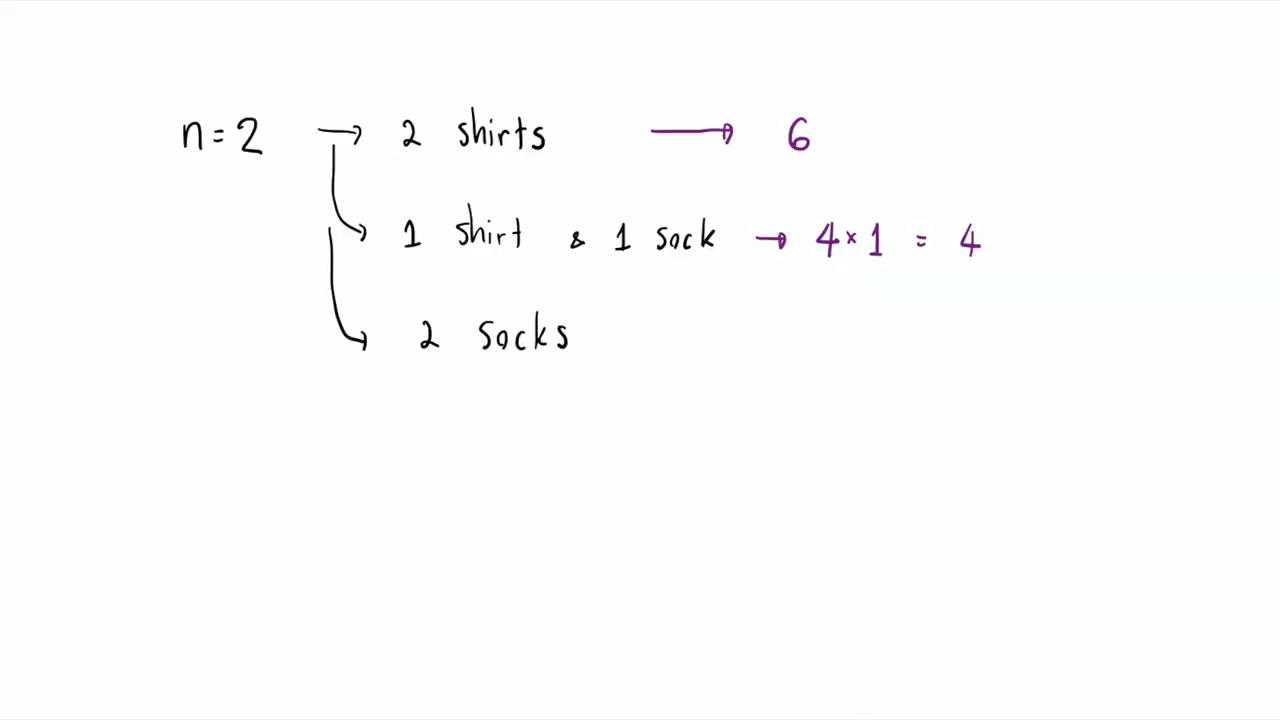 n=2 → 2 shirts → 6
1 shirt & 1 sock → 4×1 = 4
2 socks